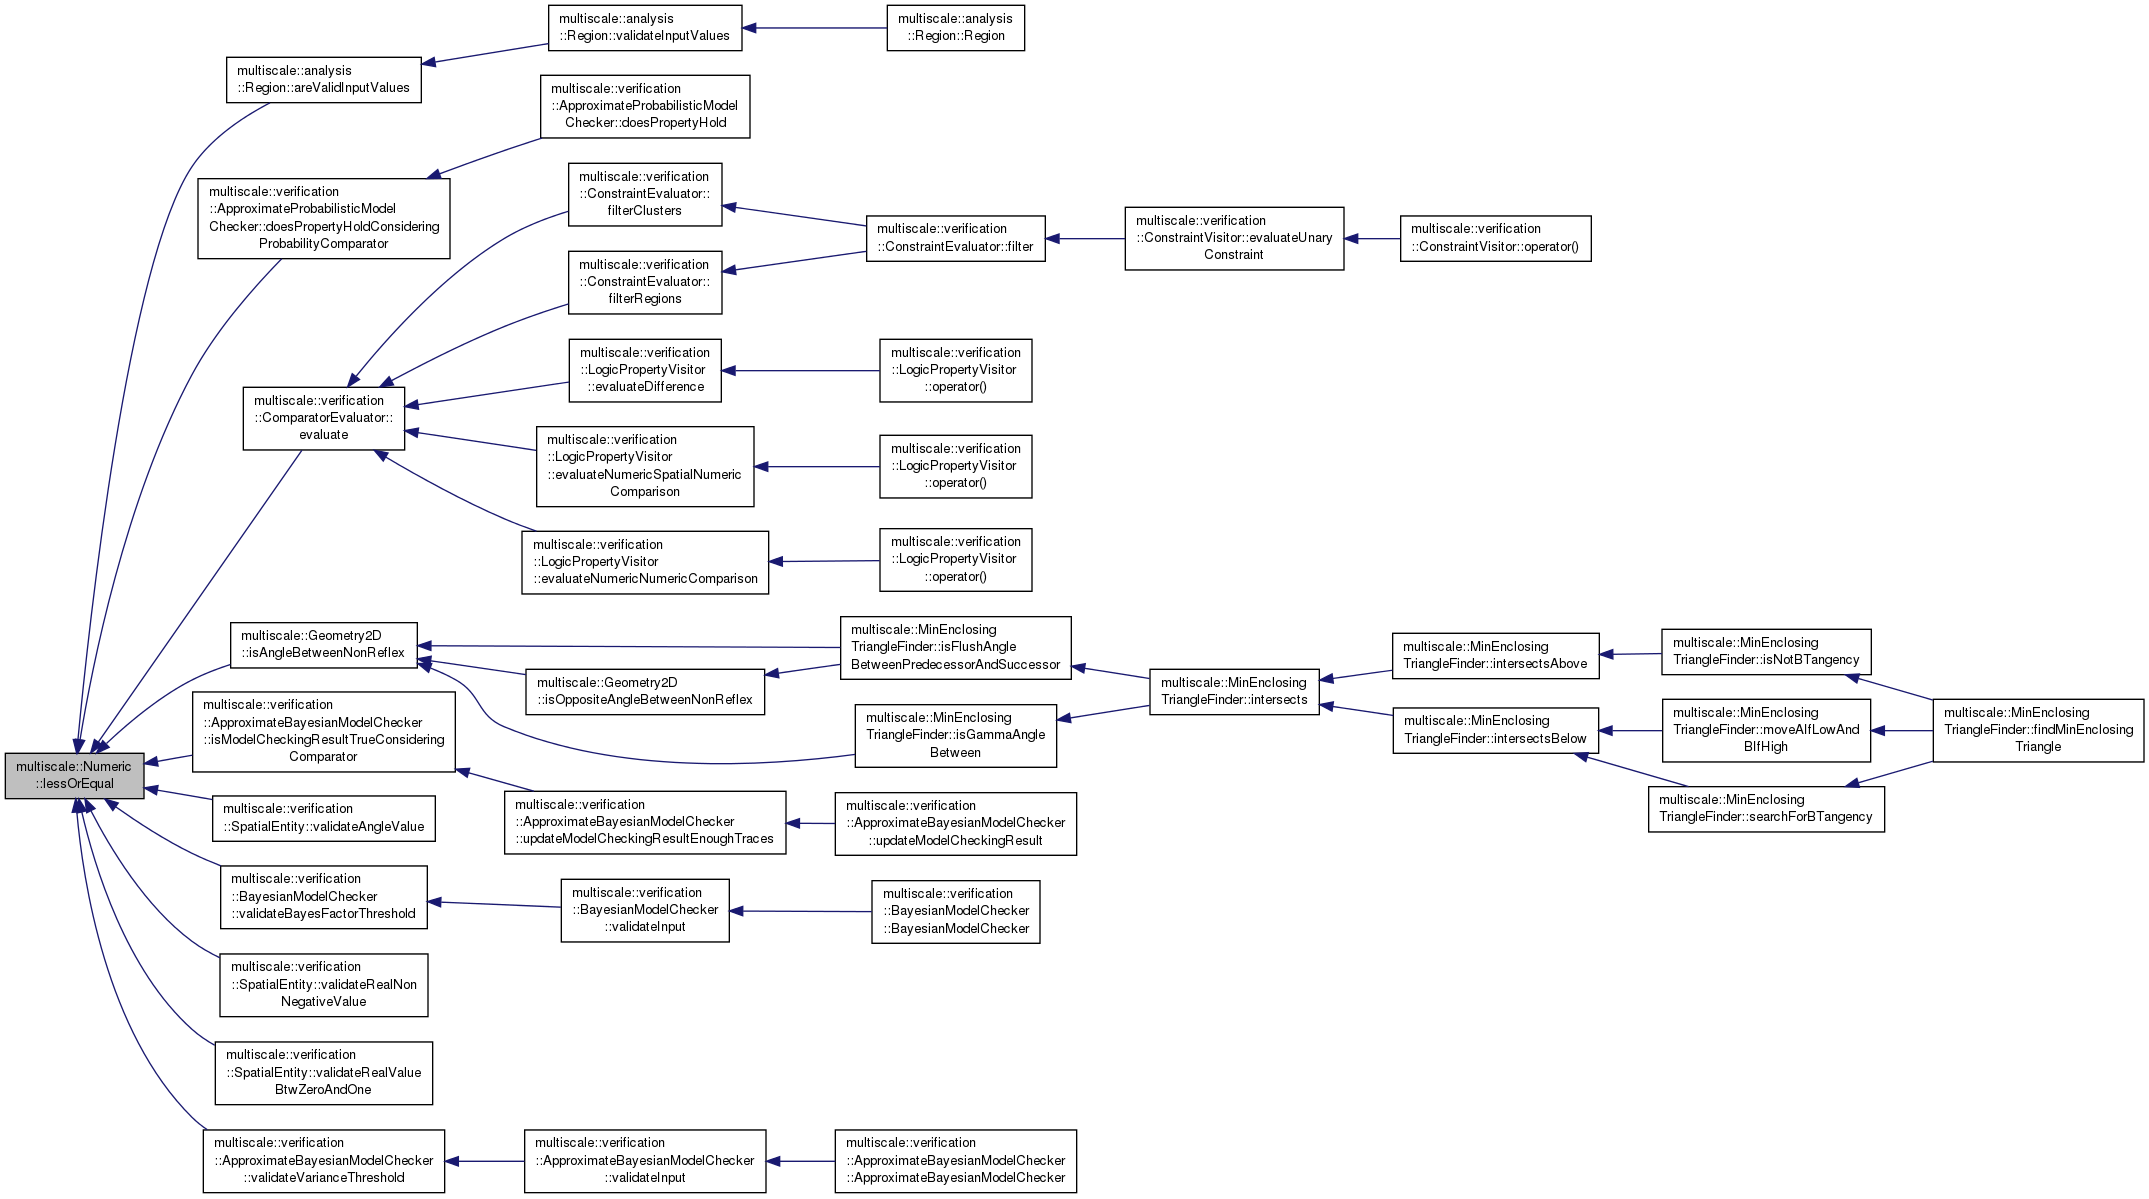 multiscale::analysis
::Region::validateInputValues
multiscale::analysis
::Region::Region
multiscale::analysis
::Region::areValidInputValues
multiscale::verification
::ApproximateProbabilisticModel
Checker::doesPropertyHold
multiscale::verification
::ApproximateProbabilisticModel
Checker::doesPropertyHoldConsidering
ProbabilityComparator
multiscale::verification
::ConstraintEvaluator::
filterClusters
multiscale::verification
::ConstraintEvaluator::filter
multiscale::verification
::ConstraintVisitor::evaluateUnary
Constraint
multiscale::verification
::ConstraintVisitor::operator()
multiscale::verification
::ConstraintEvaluator::
filterRegions
multiscale::verification
::LogicPropertyVisitor
::evaluateDifference
multiscale::verification
::LogicPropertyVisitor
::operator()
multiscale::verification
::ComparatorEvaluator::
evaluate
multiscale::verification
::LogicPropertyVisitor
::evaluateNumericSpatialNumeric
Comparison
multiscale::verification
::LogicPropertyVisitor
::operator()
multiscale::verification
::LogicPropertyVisitor
::evaluateNumericNumericComparison
multiscale::verification
::LogicPropertyVisitor
::operator()
multiscale::Geometry2D
::isAngleBetweenNonReflex
multiscale::MinEnclosing
TriangleFinder::isFlushAngle
BetweenPredecessorAndSuccessor
multiscale::Geometry2D
::isOppositeAngleBetweenNonReflex
multiscale::MinEnclosing
TriangleFinder::isGammaAngle
Between
multiscale::MinEnclosing
TriangleFinder::intersects
multiscale::MinEnclosing
TriangleFinder::intersectsAbove
multiscale::MinEnclosing
TriangleFinder::isNotBTangency
multiscale::MinEnclosing
TriangleFinder::intersectsBelow
multiscale::MinEnclosing
TriangleFinder::moveAIfLowAnd
BIfHigh
multiscale::MinEnclosing
TriangleFinder::findMinEnclosing
Triangle
multiscale::MinEnclosing
TriangleFinder::searchForBTangency
multiscale::verification
::ApproximateBayesianModelChecker
::isModelCheckingResultTrueConsidering
Comparator
multiscale::Numeric
::lessOrEqual
multiscale::verification
::SpatialEntity::validateAngleValue
multiscale::verification
::ApproximateBayesianModelChecker
::updateModelCheckingResultEnoughTraces
multiscale::verification
::ApproximateBayesianModelChecker
::updateModelCheckingResult
multiscale::verification
::BayesianModelChecker
::validateBayesFactorThreshold
multiscale::verification
::BayesianModelChecker
::validateInput
multiscale::verification
::BayesianModelChecker
::BayesianModelChecker
multiscale::verification
::SpatialEntity::validateRealNon
NegativeValue
multiscale::verification
::SpatialEntity::validateRealValue
BtwZeroAndOne
multiscale::verification
::ApproximateBayesianModelChecker
::validateVarianceThreshold
multiscale::verification
::ApproximateBayesianModelChecker
::validateInput
multiscale::verification
::ApproximateBayesianModelChecker
::ApproximateBayesianModelChecker